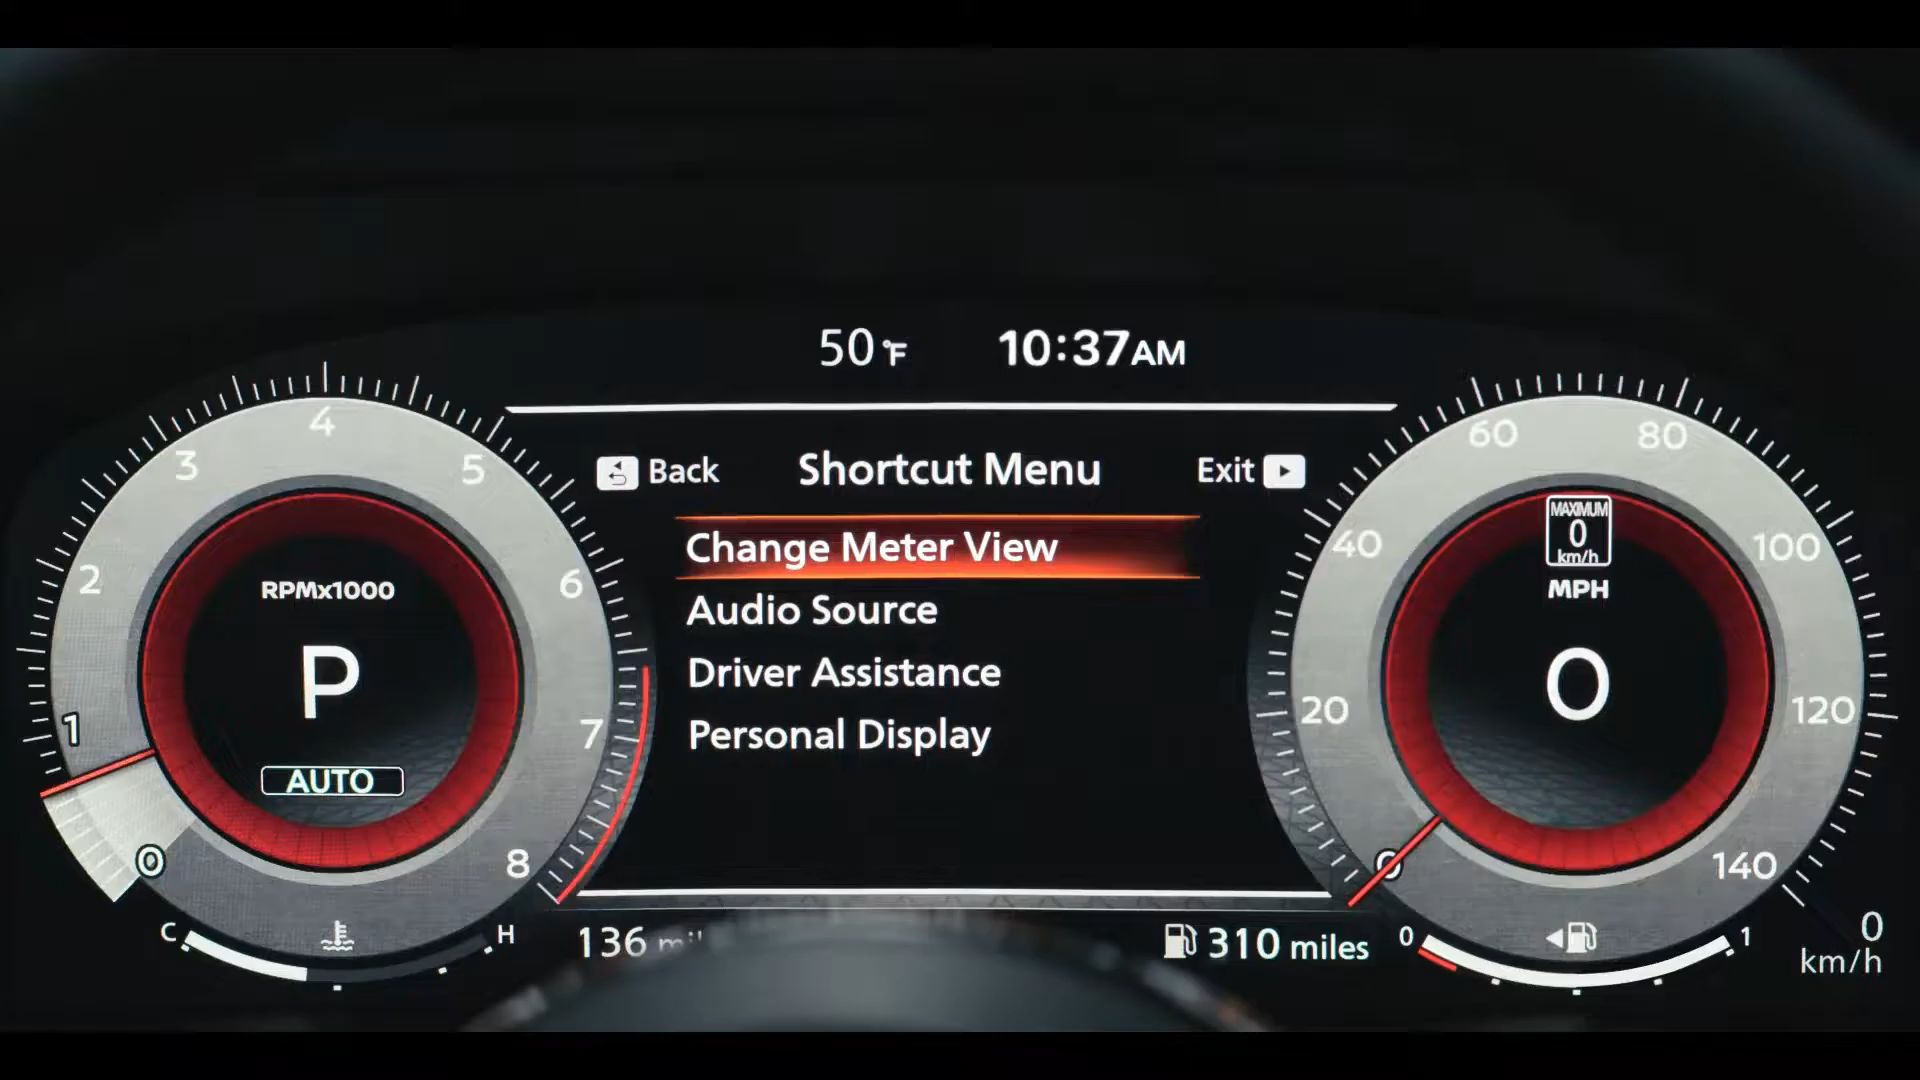 50°F 10:37AM
Back Shortcut Menu Exit
Change Meter View
Audio Source
Driver Assistance
Personal Display
0 1 2 3 4 5 6 7 8
RPMx1000
P
AUTO
C H
0 20 40 60 80 100 120 140
MAXIMUM
0
km/h
MPH
0
136
310 miles
0 1
0
km/h